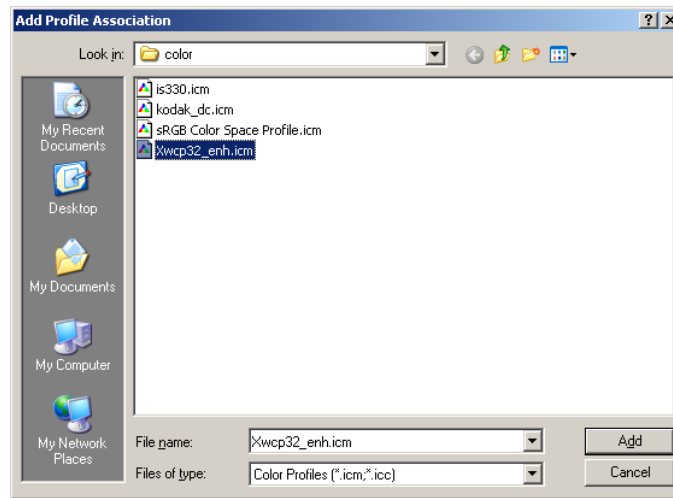 Add Profile Association
Look in:
color
is330.icm
kodak_dc.icm
sRGB Color Space Profile.icm
Xwcp32_enh.icm
My Recent
Documents
Desktop
My Documents
My Computer
My Network
Places
File name:
Xwcp32_enh.icm
Add
Files of type:
Color Profiles (*.icm;*.icc)
Cancel